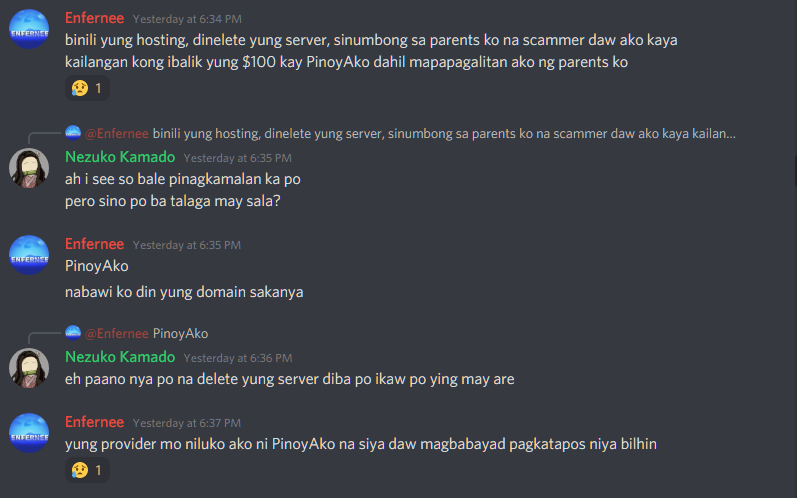 Enfernee Yesterday at 6:34 PM
binili yung hosting, dinelete yung server, sinumbong sa parents ko na scammer daw ako kaya
kailangan kong ibalik yung $100 kay PinoyAko dahil mapapagalitan ako ng parents ko
😢 1
@Enfernee binili yung hosting, dinelete yung server, sinumbong sa parents ko na scammer daw ako kaya kailan...
Nezuko Kamado Yesterday at 6:35 PM
ah i see so bale pinagkamalan ka po
pero sino po ba talaga may sala?
ENFERNEE
Enfernee Yesterday at 6:35 PM
PinoyAko
nabawi ko din yung domain sakanya
@Enfernee PinoyAko
Nezuko Kamado Yesterday at 6:36 PM
eh paano nya po na delete yung server diba po ikaw po ying may are
ENFERNEE
Enfernee Yesterday at 6:37 PM
yung provider mo niluko ako ni PinoyAko na siya daw magbabayad pagkatapos niya bilhin
😢 1